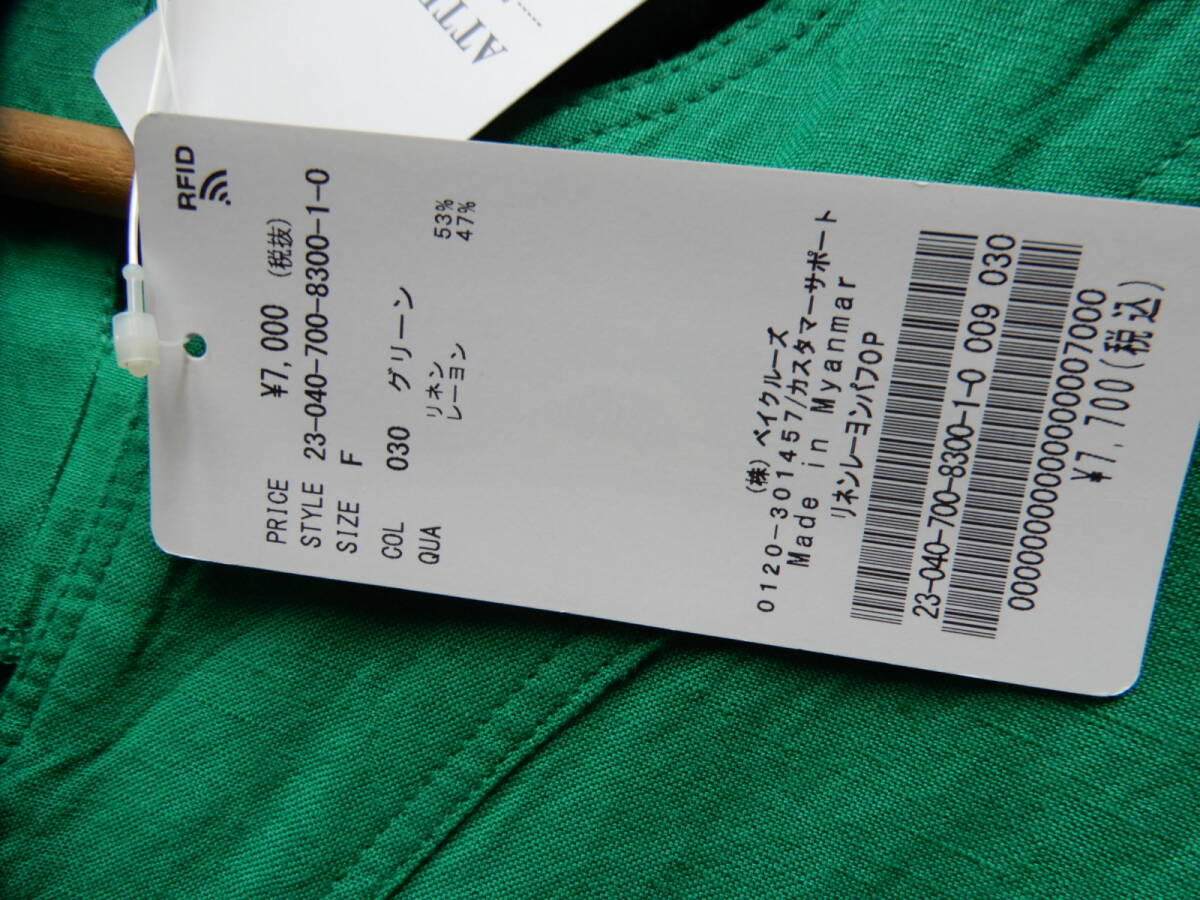 ATT
RFID
PRICE ¥7,000 (税抜)
STYLE 23-040-700-8300-1-0
SIZE F
COL 030 グリーン
QUA リネン 53%
レーヨン 47%
(株)ベイクルーズ
0120-301457/カスタマーサポート
Made in Myanmar
リネンレーヨンパフOP
23-040-700-8300-1-0 009 030
¥7,700(税込)